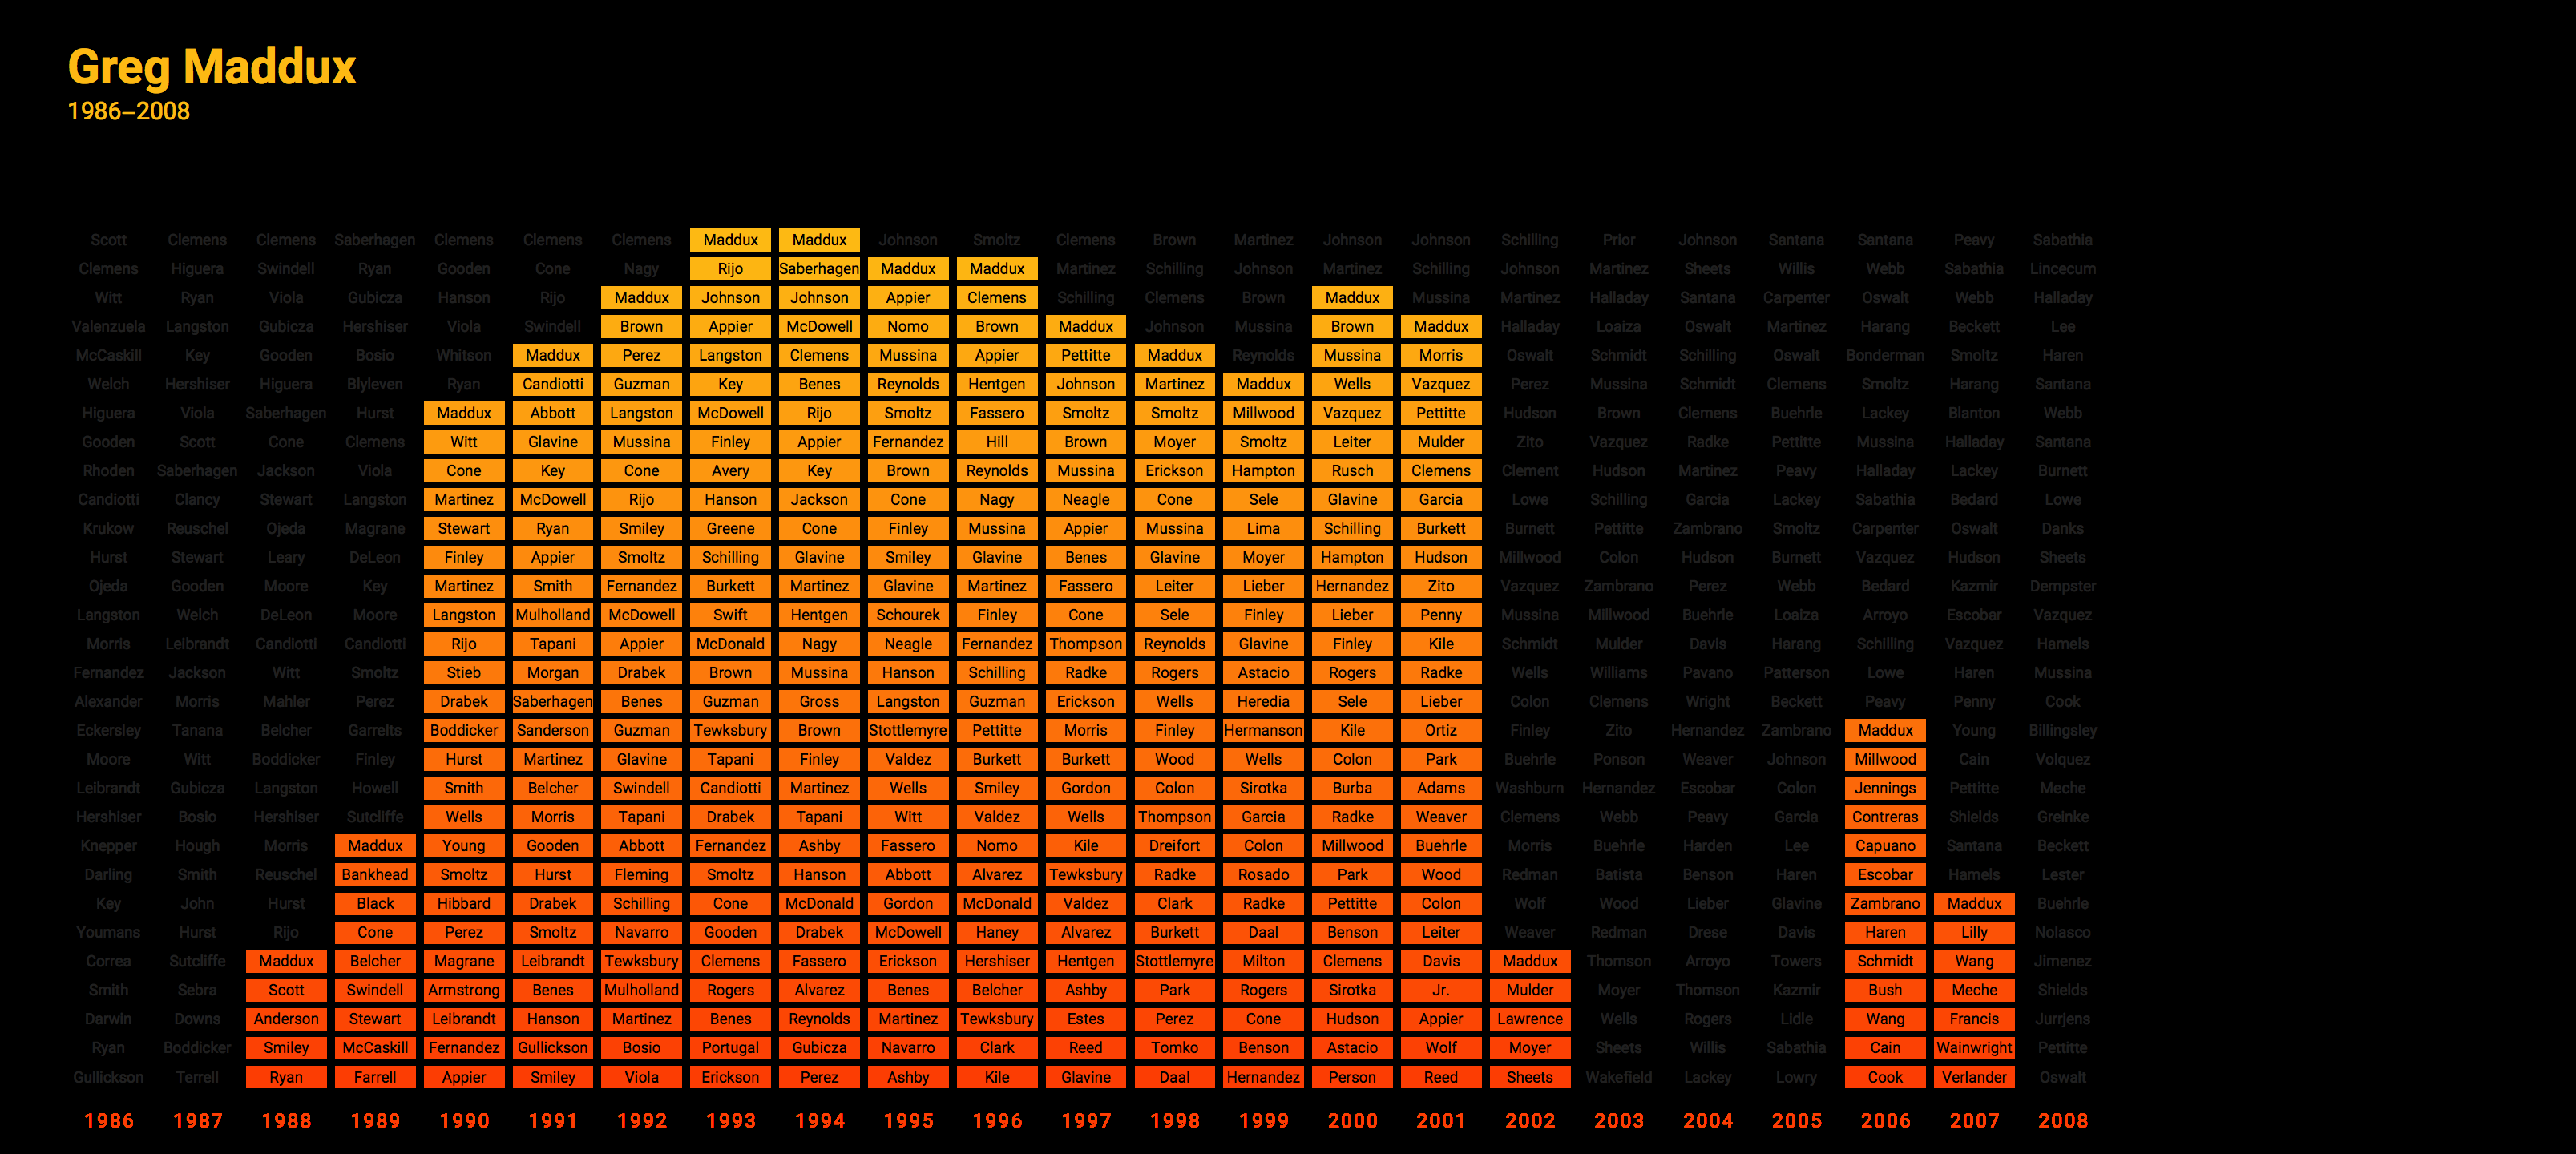 Greg Maddux
1986–2008
Scott Clemens Clemens Saberhagen Clemens Clemens Clemens Maddux Maddux Johnson Smoltz Clemens Brown Martinez Johnson Johnson Schilling Prior Johnson Santana Santana Peavy Sabathia
Clemens Higuera Swindell Ryan Gooden Cone Nagy Rijo Saberhagen Maddux Maddux Martinez Schilling Johnson Martinez Schilling Johnson Martinez Sheets Willis Webb Sabathia Lincecum
Witt Ryan Viola Gubicza Hanson Rijo Maddux Johnson Johnson Appier Clemens Schilling Clemens Brown Maddux Mussina Martinez Halladay Santana Carpenter Oswalt Webb Halladay
Valenzuela Langston Gubicza Hershiser Viola Swindell Brown Appier McDowell Nomo Brown Maddux Johnson Mussina Brown Maddux Halladay Loaiza Oswalt Martinez Harang Beckett Lee
McCaskill Key Gooden Bosio Whitson Maddux Perez Langston Clemens Mussina Appier Pettitte Maddux Reynolds Mussina Morris Oswalt Schmidt Schilling Oswalt Bonderman Smoltz Haren
Welch Hershiser Higuera Blyleven Ryan Candiotti Guzman Key Benes Reynolds Hentgen Johnson Martinez Maddux Wells Vazquez Perez Mussina Schmidt Clemens Smoltz Harang Santana
Higuera Viola Saberhagen Hurst Maddux Abbott Langston McDowell Rijo Smoltz Fassero Smoltz Smoltz Millwood Vazquez Pettitte Hudson Brown Clemens Buehrle Lackey Blanton Webb
Gooden Scott Cone Clemens Witt Glavine Mussina Finley Appier Fernandez Hill Brown Moyer Smoltz Leiter Mulder Zito Vazquez Radke Pettitte Mussina Halladay Santana
Rhoden Saberhagen Jackson Viola Cone Key Cone Avery Key Brown Reynolds Mussina Erickson Hampton Rusch Clemens Clement Hudson Martinez Peavy Halladay Lackey Burnett
Candiotti Clancy Stewart Langston Martinez McDowell Rijo Hanson Jackson Cone Nagy Neagle Cone Sele Glavine Garcia Lowe Schilling Garcia Lackey Sabathia Bedard Lowe
Krukow Reuschel Ojeda Magrane Stewart Ryan Smiley Greene Cone Finley Mussina Appier Mussina Lima Schilling Burkett Burnett Pettitte Zambrano Smoltz Carpenter Oswalt Danks
Hurst Stewart Leary DeLeon Finley Appier Smoltz Schilling Glavine Smiley Glavine Benes Glavine Moyer Hampton Hudson Millwood Colon Hudson Burnett Vazquez Hudson Sheets
Ojeda Gooden Moore Key Martinez Smith Fernandez Burkett Martinez Glavine Martinez Fassero Leiter Lieber Hernandez Zito Vazquez Zambrano Perez Webb Bedard Kazmir Dempster
Langston Welch DeLeon Moore Langston Mulholland McDowell Swift Hentgen Schourek Finley Cone Sele Finley Lieber Penny Mussina Millwood Buehrle Loaiza Arroyo Escobar Vazquez
Morris Leibrandt Candiotti Candiotti Rijo Tapani Appier McDonald Nagy Neagle Fernandez Thompson Reynolds Glavine Finley Kile Schmidt Mulder Davis Harang Schilling Vazquez Hamels
Fernandez Jackson Witt Smoltz Stieb Morgan Drabek Brown Mussina Hanson Schilling Radke Rogers Astacio Rogers Radke Wells Williams Pavano Patterson Lowe Haren Mussina
Alexander Morris Mahler Perez Drabek Saberhagen Benes Guzman Gross Langston Guzman Erickson Wells Heredia Sele Lieber Colon Clemens Wright Beckett Peavy Penny Cook
Eckersley Tanana Belcher Garrelts Boddicker Sanderson Guzman Tewksbury Brown Stottlemyre Pettitte Morris Finley Hermanson Kile Ortiz Finley Zito Hernandez Zambrano Maddux Young Billingsley
Moore Witt Boddicker Finley Hurst Martinez Glavine Tapani Finley Valdez Burkett Burkett Wood Wells Colon Park Buehrle Ponson Weaver Johnson Millwood Cain Volquez
Leibrandt Gubicza Langston Howell Smith Belcher Swindell Candiotti Martinez Wells Smiley Gordon Colon Sirotka Burba Adams Washburn Hernandez Escobar Colon Jennings Pettitte Meche
Hershiser Bosio Hershiser Sutcliffe Wells Morris Tapani Drabek Tapani Witt Valdez Wells Thompson Garcia Radke Weaver Clemens Webb Peavy Garcia Contreras Shields Greinke
Knepper Hough Morris Maddux Young Gooden Abbott Fernandez Ashby Fassero Nomo Kile Dreifort Colon Millwood Buehrle Morris Buehrle Harden Lee Capuano Santana Beckett
Darling Smith Reuschel Bankhead Smoltz Hurst Fleming Smoltz Hanson Abbott Alvarez Tewksbury Radke Rosado Park Wood Redman Batista Benson Haren Escobar Hamels Lester
Key John Hurst Black Hibbard Drabek Schilling Cone McDonald Gordon McDonald Valdez Clark Radke Pettitte Colon Wolf Wood Lieber Glavine Zambrano Maddux Buehrle
Youmans Hurst Rijo Cone Perez Smoltz Navarro Gooden Drabek McDowell Haney Alvarez Burkett Daal Benson Leiter Weaver Redman Drese Davis Haren Lilly Nolasco
Correa Sutcliffe Maddux Belcher Magrane Leibrandt Tewksbury Clemens Fassero Erickson Hershiser Hentgen Stottlemyre Milton Clemens Davis Maddux Thomson Arroyo Towers Schmidt Wang Jimenez
Smith Sebra Scott Swindell Armstrong Benes Mulholland Rogers Alvarez Benes Belcher Ashby Park Rogers Sirotka Jr. Mulder Moyer Thomson Kazmir Bush Meche Shields
Darwin Downs Anderson Stewart Leibrandt Hanson Martinez Benes Reynolds Martinez Tewksbury Estes Perez Cone Hudson Appier Lawrence Wells Rogers Lidle Wang Francis Jurrjens
Ryan Boddicker Smiley McCaskill Fernandez Gullickson Bosio Portugal Gubicza Navarro Clark Reed Tomko Benson Astacio Wolf Moyer Sheets Willis Sabathia Cain Wainwright Pettitte
Gullickson Terrell Ryan Farrell Appier Smiley Viola Erickson Perez Ashby Kile Glavine Daal Hernandez Person Reed Sheets Wakefield Lackey Lowry Cook Verlander Oswalt
1986 1987 1988 1989 1990 1991 1992 1993 1994 1995 1996 1997 1998 1999 2000 2001 2002 2003 2004 2005 2006 2007 2008